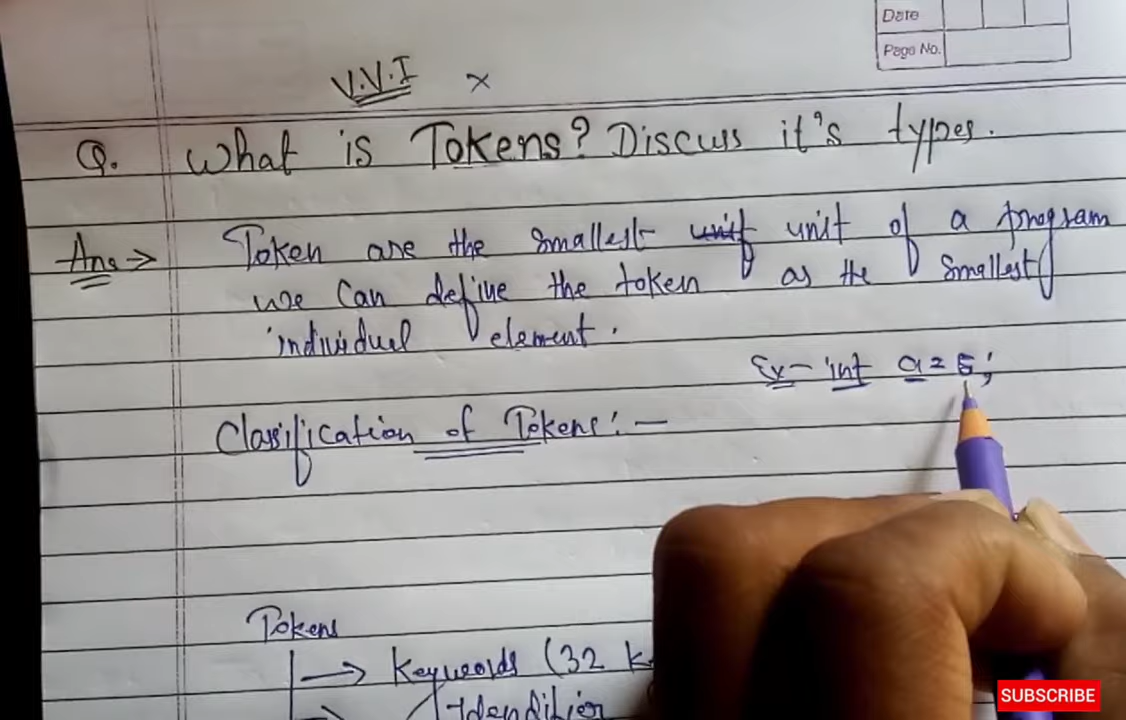 Date
Page No.
V.V.I x
Q. What is Tokens? Discuss it's types.
Ans→ Token are the smallest unit unit of a program
we can define the token as the smallest
individual element.
Ex- int a = 5;
Classification of Tokens:-
Tokens
→ Keywords (32 k
→ Idendifier
SUBSCRIBE